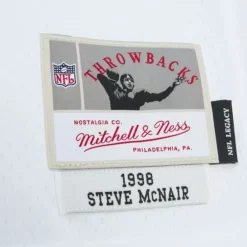 THROWBACKS
NFL
NOSTALGIA CO.
Mitchell & Ness
PHILADELPHIA, PA.
NFL LEGACY
1998
STEVE McNAIR